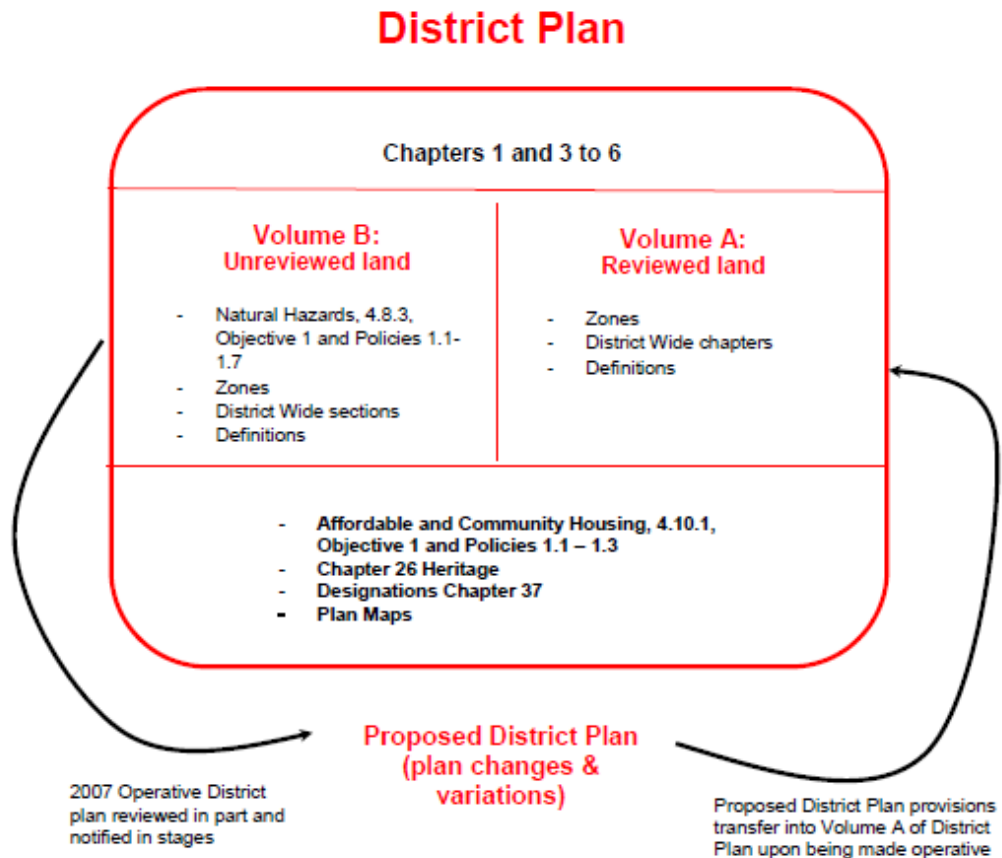 District Plan
Chapters 1 and 3 to 6
Volume B:
Unreviewed land
- Natural Hazards, 4.8.3,
Objective 1 and Policies 1.1-
1.7
- Zones
- District Wide sections
- Definitions
Volume A:
Reviewed land
- Zones
- District Wide chapters
- Definitions
- Affordable and Community Housing, 4.10.1,
Objective 1 and Policies 1.1 – 1.3
- Chapter 26 Heritage
- Designations Chapter 37
- Plan Maps
Proposed District Plan
(plan changes &
variations)
2007 Operative District
plan reviewed in part and
notified in stages
Proposed District Plan provisions
transfer into Volume A of District
Plan upon being made operative